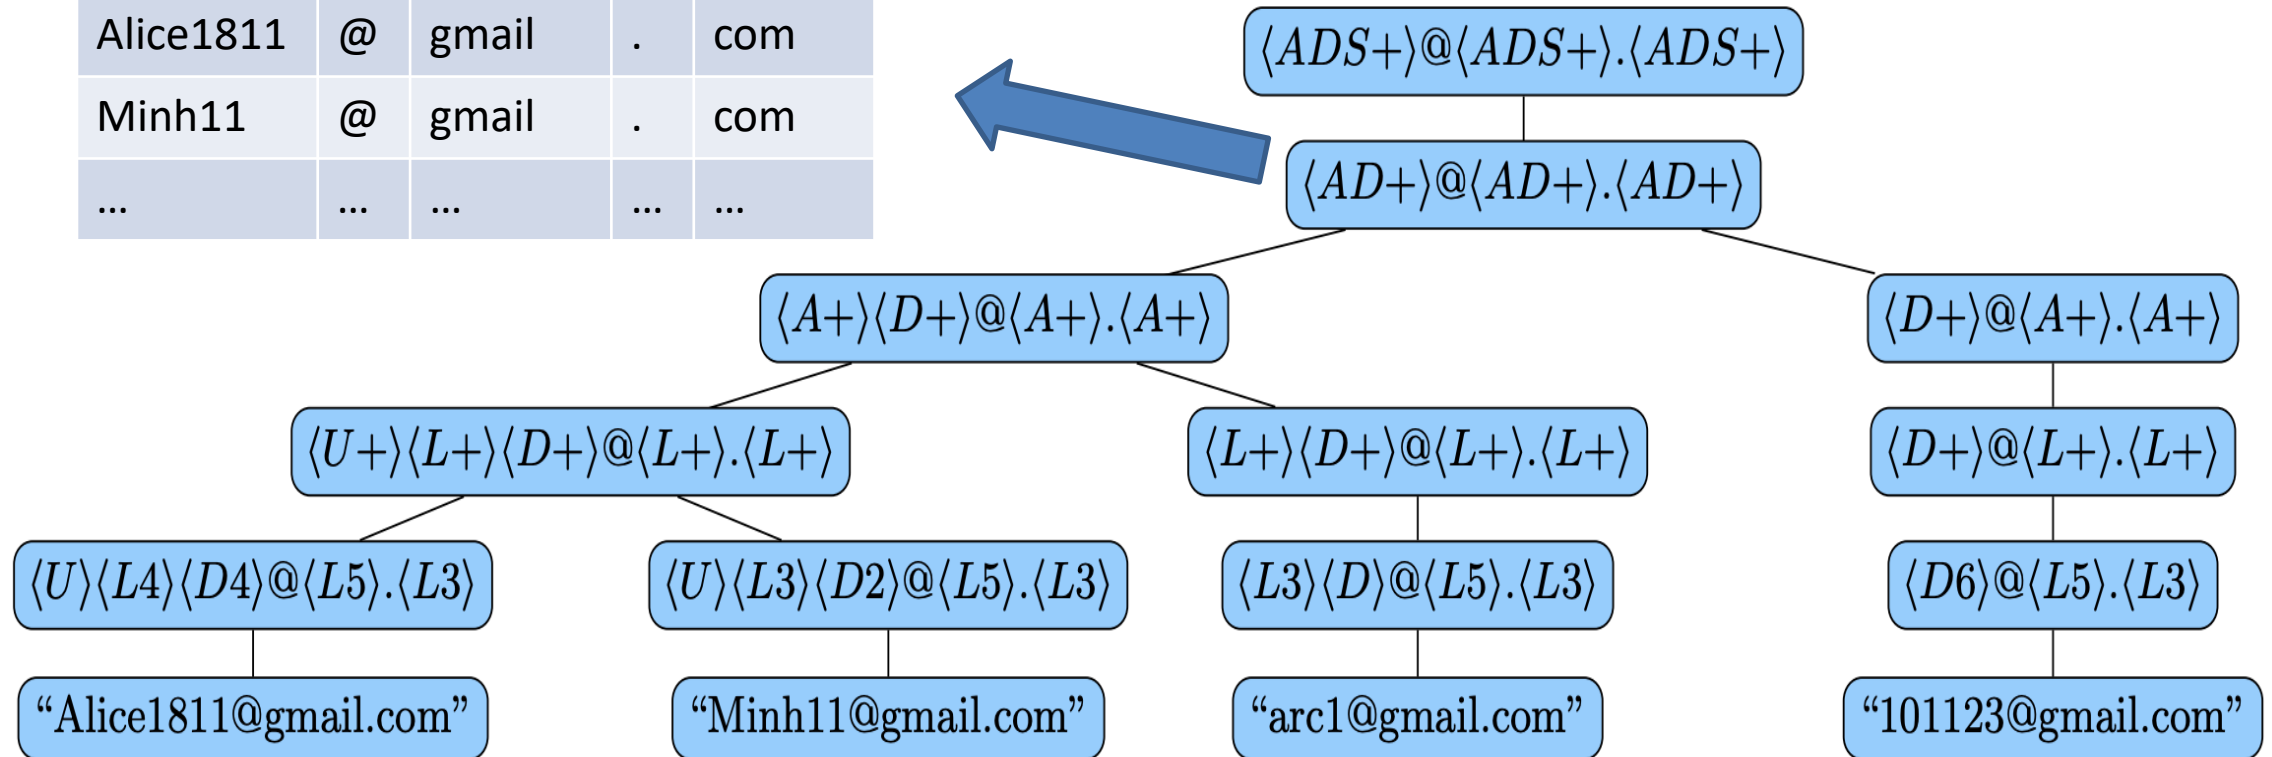 Alice1811 @ gmail . com
Minh11 @ gmail . com
... ... ... ... ...
⟨ADS+⟩@⟨ADS+⟩.⟨ADS+⟩
⟨AD+⟩@⟨AD+⟩.⟨AD+⟩
⟨A+⟩⟨D+⟩@⟨A+⟩.⟨A+⟩
⟨D+⟩@⟨A+⟩.⟨A+⟩
⟨U+⟩⟨L+⟩⟨D+⟩@⟨L+⟩.⟨L+⟩
⟨L+⟩⟨D+⟩@⟨L+⟩.⟨L+⟩
⟨D+⟩@⟨L+⟩.⟨L+⟩
⟨U⟩⟨L4⟩⟨D4⟩@⟨L5⟩.⟨L3⟩
⟨U⟩⟨L3⟩⟨D2⟩@⟨L5⟩.⟨L3⟩
⟨L3⟩⟨D⟩@⟨L5⟩.⟨L3⟩
⟨D6⟩@⟨L5⟩.⟨L3⟩
“Alice1811@gmail.com”
“Minh11@gmail.com”
“arc1@gmail.com”
“101123@gmail.com”